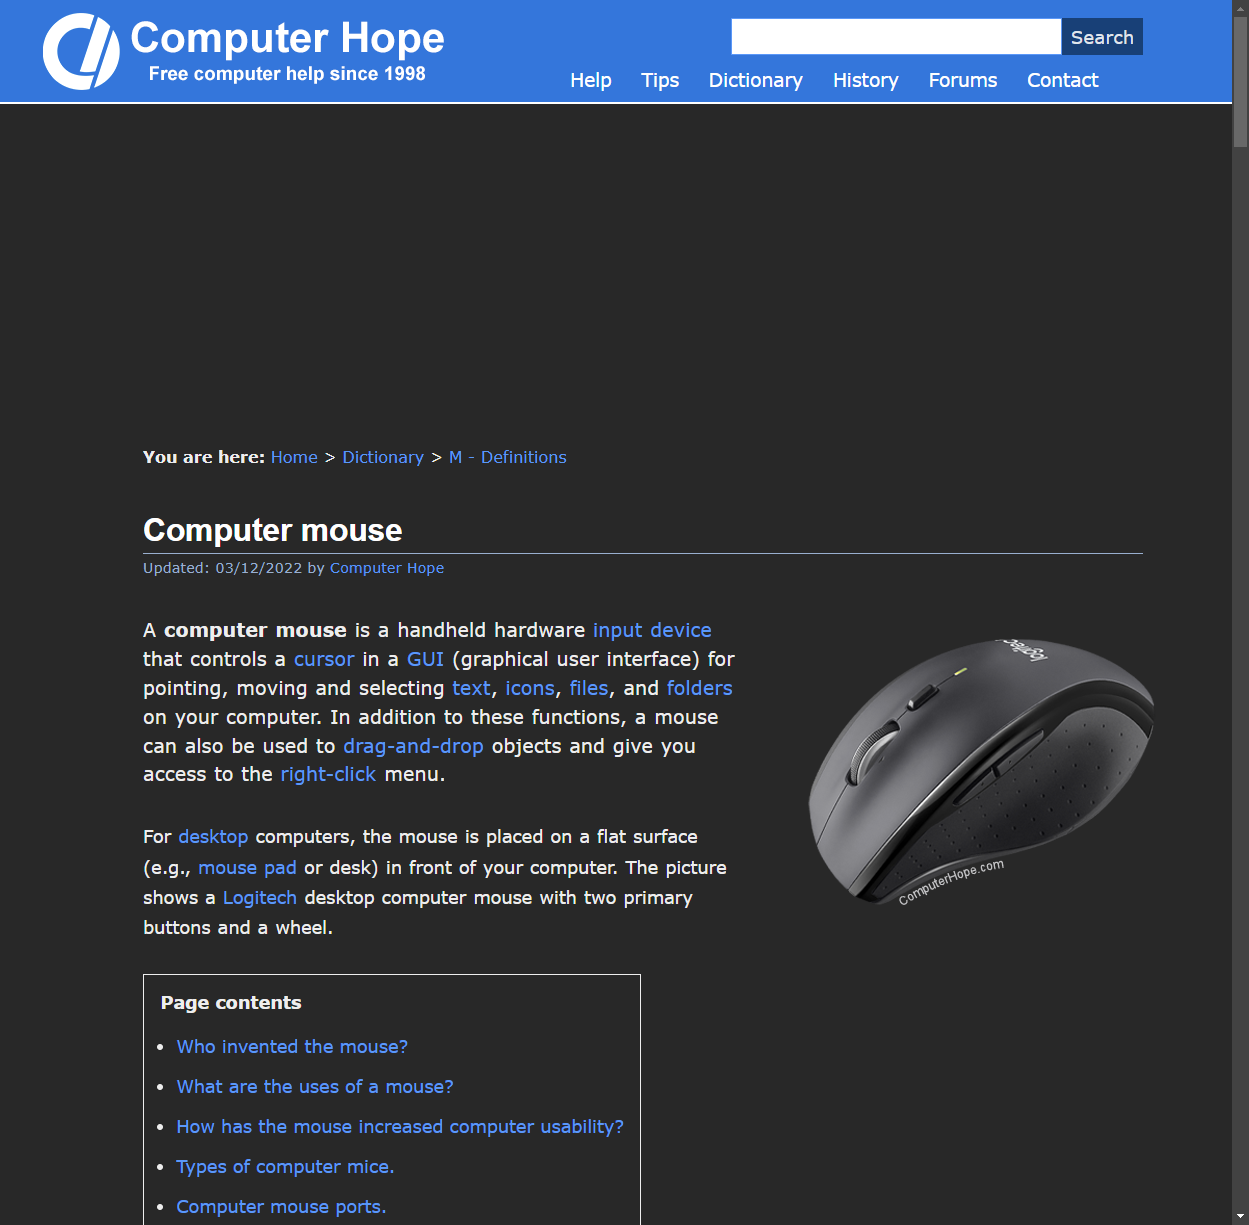 Computer Hope
Free computer help since 1998
Search
Help Tips Dictionary History Forums Contact
You are here: Home > Dictionary > M - Definitions
Computer mouse
Updated: 03/12/2022 by Computer Hope
A computer mouse is a handheld hardware input device
that controls a cursor in a GUI (graphical user interface) for
pointing, moving and selecting text, icons, files, and folders
on your computer. In addition to these functions, a mouse
can also be used to drag-and-drop objects and give you
access to the right-click menu.
logitech
ComputerHope.com
For desktop computers, the mouse is placed on a flat surface
(e.g., mouse pad or desk) in front of your computer. The picture
shows a Logitech desktop computer mouse with two primary
buttons and a wheel.
Page contents
• Who invented the mouse?
• What are the uses of a mouse?
• How has the mouse increased computer usability?
• Types of computer mice.
• Computer mouse ports.